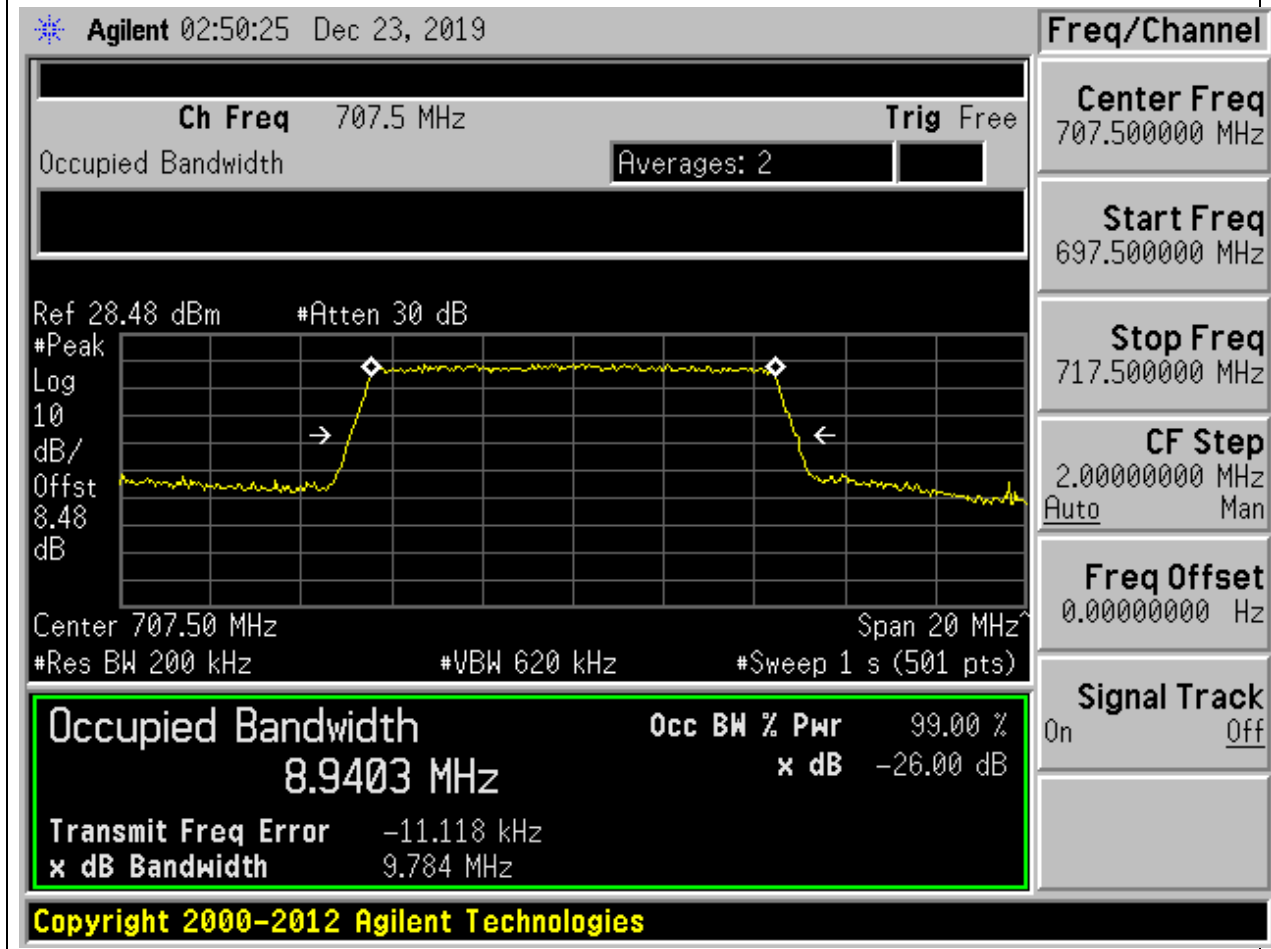 Agilent 02:50:25 Dec 23, 2019
Freq/Channel
Ch Freq 707.5 MHz Trig Free
Occupied Bandwidth Averages: 2
Ref 28.48 dBm #Atten 30 dB
#Peak
Log
10
dB/
Offst
8.48
dB
Center 707.50 MHz Span 20 MHz^
#Res BW 200 kHz #VBW 620 kHz #Sweep 1 s (501 pts)
Occupied Bandwidth Occ BW % Pwr 99.00 %
8.9403 MHz x dB -26.00 dB
Transmit Freq Error -11.118 kHz
x dB Bandwidth 9.784 MHz
Copyright 2000-2012 Agilent Technologies
Center Freq
707.500000 MHz
Start Freq
697.500000 MHz
Stop Freq
717.500000 MHz
CF Step
2.00000000 MHz
Auto Man
Freq Offset
0.00000000 Hz
Signal Track
On Off